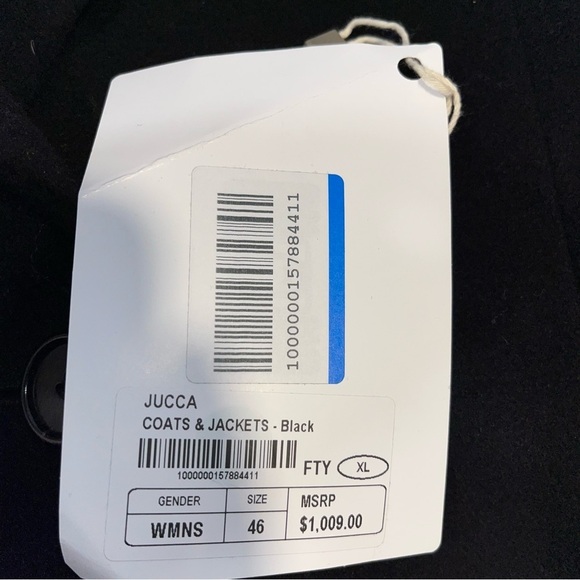 1000000157884411
JUCCA
COATS & JACKETS - Black
1000000157884411
FTY XL
GENDER SIZE MSRP
WMNS 46 $1,009.00